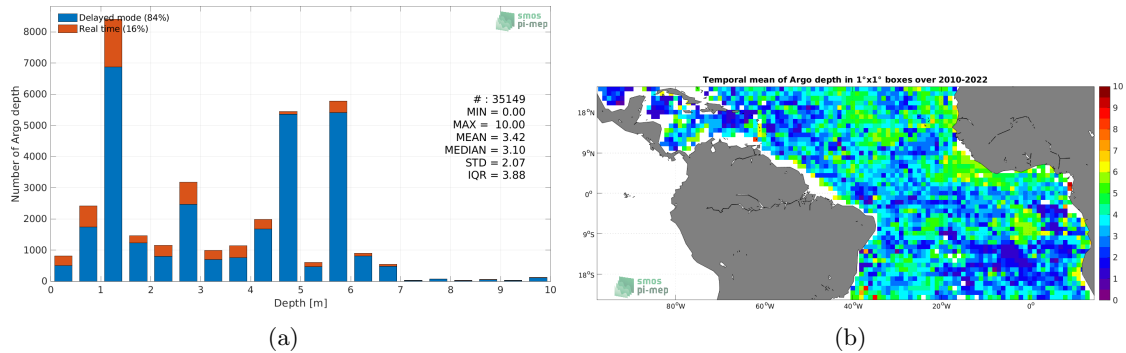 Delayed mode (84%)
Real time (16%)
smos
pi-mep
# : 35149
MIN = 0.00
MAX = 10.00
MEAN = 3.42
MEDIAN = 3.10
STD = 2.07
IQR = 3.88
Number of Argo depth
8000
7000
6000
5000
4000
3000
2000
1000
0
0 1 2 3 4 5 6 7 8 9 10
Depth [m]
(a)
Temporal mean of Argo depth in 1°x1° boxes over 2010-2022
18°N
9°N
0°
9°S
18°S
80°W 60°W 40°W 20°W 0°
10
9
8
7
6
5
4
3
2
1
0
smos
pi-mep
(b)